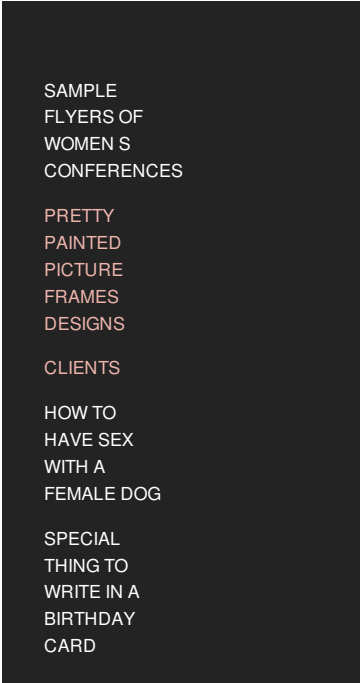 SAMPLE
FLYERS OF
WOMEN S
CONFERENCES
PRETTY
PAINTED
PICTURE
FRAMES
DESIGNS
CLIENTS
HOW TO
HAVE SEX
WITH A
FEMALE DOG
SPECIAL
THING TO
WRITE IN A
BIRTHDAY
CARD